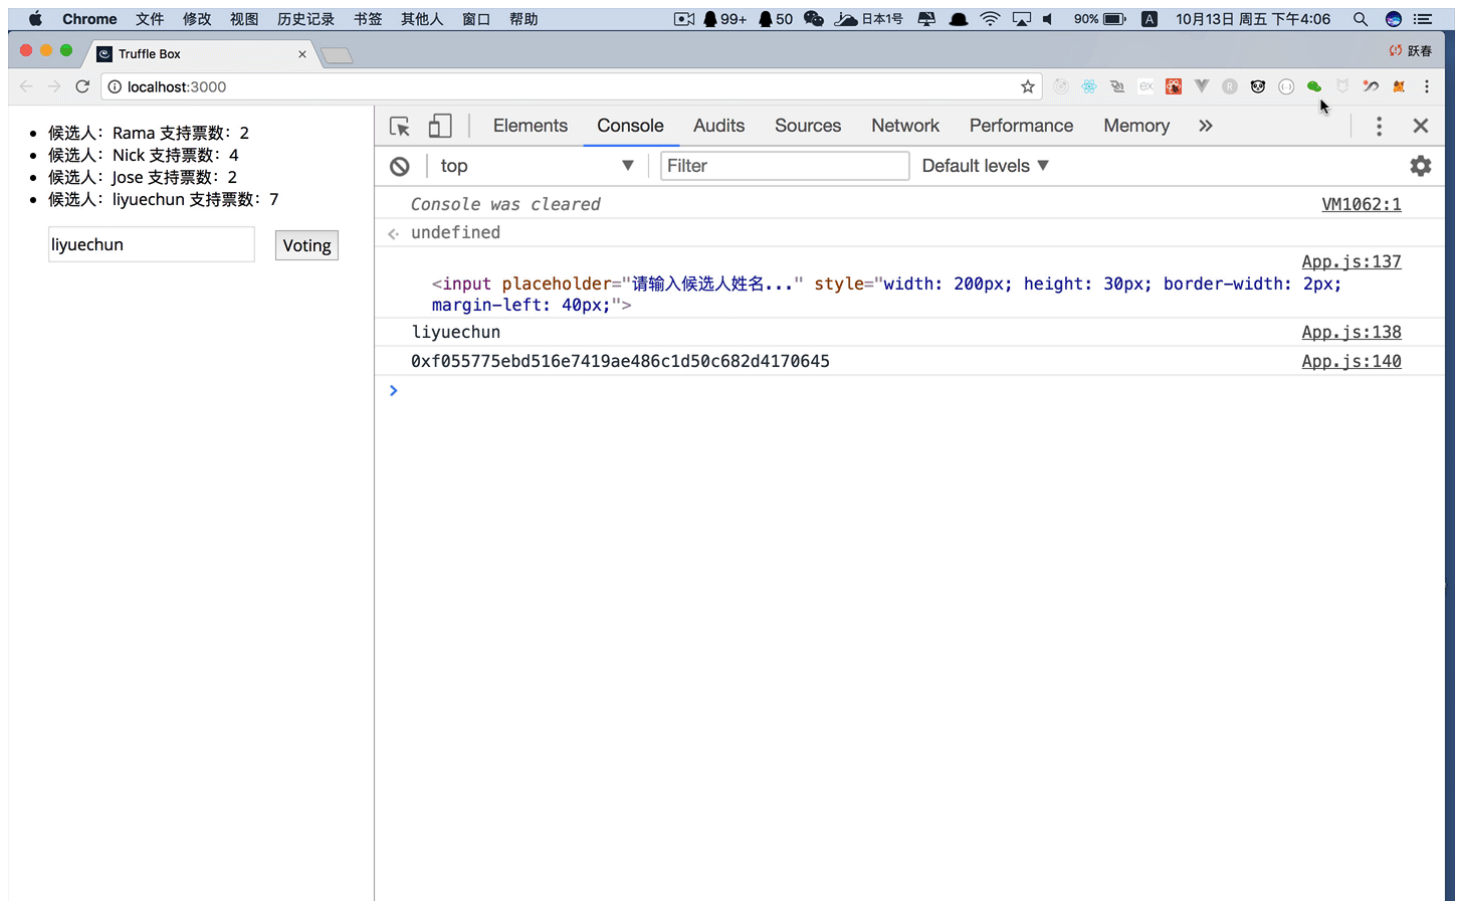 Chrome 文件 修改 视图 历史记录 书签 其他人 窗口 帮助 99+ 50 日本1号 90% A 10月13日 周五 下午4:06
Truffle Box 跃春
localhost:3000
候选人：Rama 支持票数：2
候选人：Nick 支持票数：4
候选人：Jose 支持票数：2
候选人：liyuechun 支持票数：7
liyuechun Voting
Elements Console Audits Sources Network Performance Memory
top Filter Default levels
Console was cleared VM1062:1
undefined
App.js:137
<input placeholder="请输入候选人姓名..." style="width: 200px; height: 30px; border-width: 2px;
margin-left: 40px;">
liyuechun App.js:138
0xf055775ebd516e7419ae486c1d50c682d4170645 App.js:140